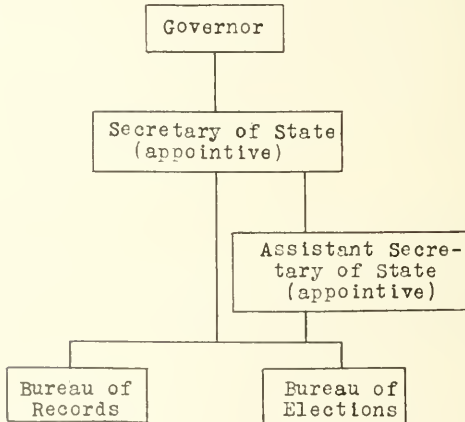 Governor
Secretary of State
(appointive)
Assistant Secre-
tary of State
(appointive)
Bureau of
Records
Bureau of
Elections